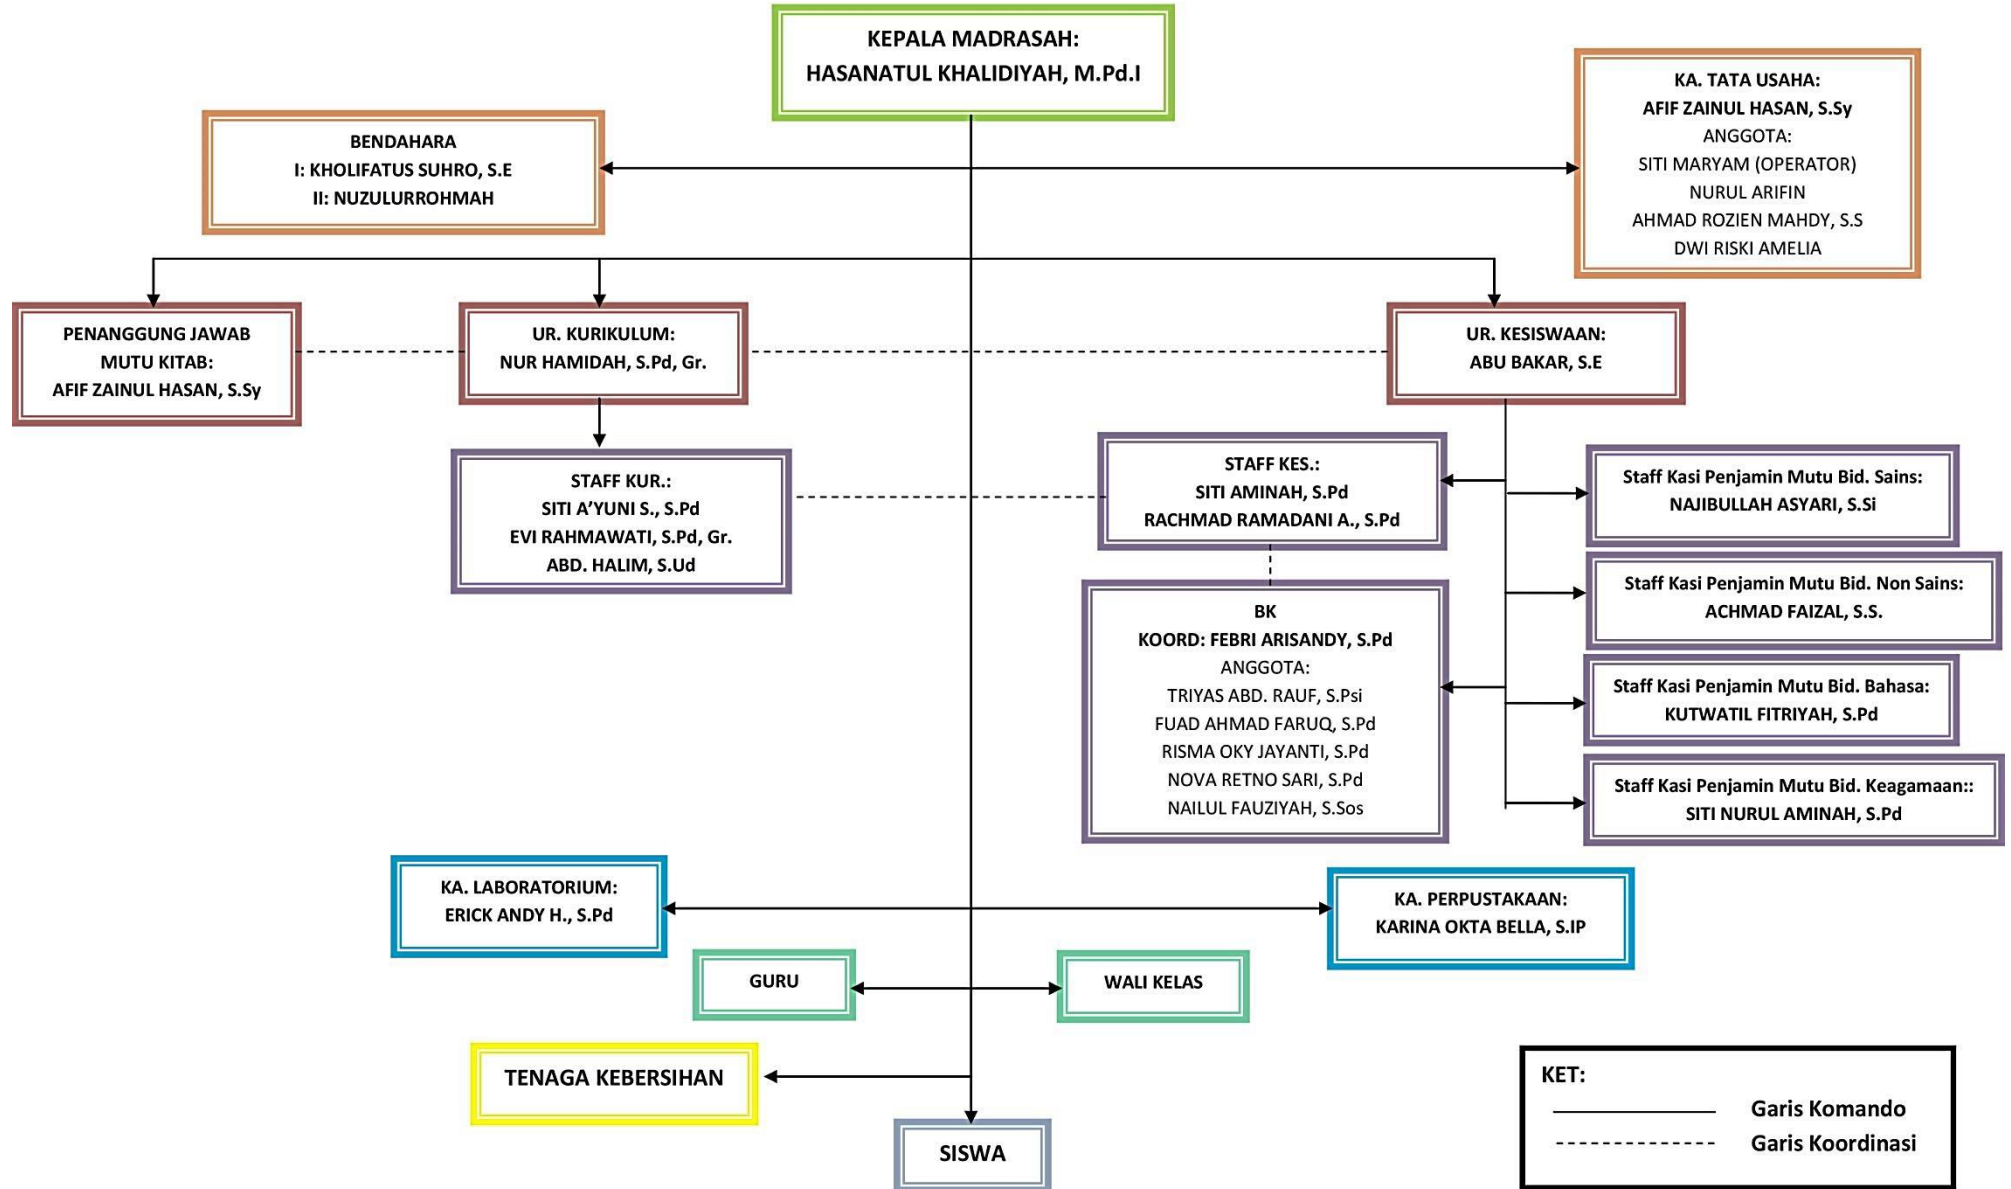 KEPALA MADRASAH:
HASANATUL KHALIDIYAH, M.Pd.I
KA. TATA USAHA:
AFIF ZAINUL HASAN, S.Sy
ANGGOTA:
SITI MARYAM (OPERATOR)
NURUL ARIFIN
AHMAD ROZIEN MAHDY, S.S
DWI RISKI AMELIA
BENDAHARA
I: KHOLIFATUS SUHRO, S.E
II: NUZULURROHMAH
PENANGGUNG JAWAB
MUTU KITAB:
AFIF ZAINUL HASAN, S.Sy
UR. KURIKULUM:
NUR HAMIDAH, S.Pd, Gr.
UR. KESISWAAN:
ABU BAKAR, S.E
STAFF KUR.:
SITI A’YUNI S., S.Pd
EVI RAHMAWATI, S.Pd, Gr.
ABD. HALIM, S.Ud
STAFF KES.:
SITI AMINAH, S.Pd
RACHMAD RAMADANI A., S.Pd
Staff Kasi Penjamin Mutu Bid. Sains:
NAJIBULLAH ASYARI, S.Si
Staff Kasi Penjamin Mutu Bid. Non Sains:
ACHMAD FAIZAL, S.S.
BK
KOORD: FEBRI ARISANDY, S.Pd
ANGGOTA:
TRIYAS ABD. RAUF, S.Psi
FUAD AHMAD FARUQ, S.Pd
RISMA OKY JAYANTI, S.Pd
NOVA RETNO SARI, S.Pd
NAILUL FAUZIYAH, S.Sos
Staff Kasi Penjamin Mutu Bid. Bahasa:
KUTWATIL FITRIYAH, S.Pd
Staff Kasi Penjamin Mutu Bid. Keagamaan::
SITI NURUL AMINAH, S.Pd
KA. LABORATORIUM:
ERICK ANDY H., S.Pd
KA. PERPUSTAKAAN:
KARINA OKTA BELLA, S.IP
GURU
WALI KELAS
TENAGA KEBERSIHAN
SISWA
KET:
Garis Komando
Garis Koordinasi